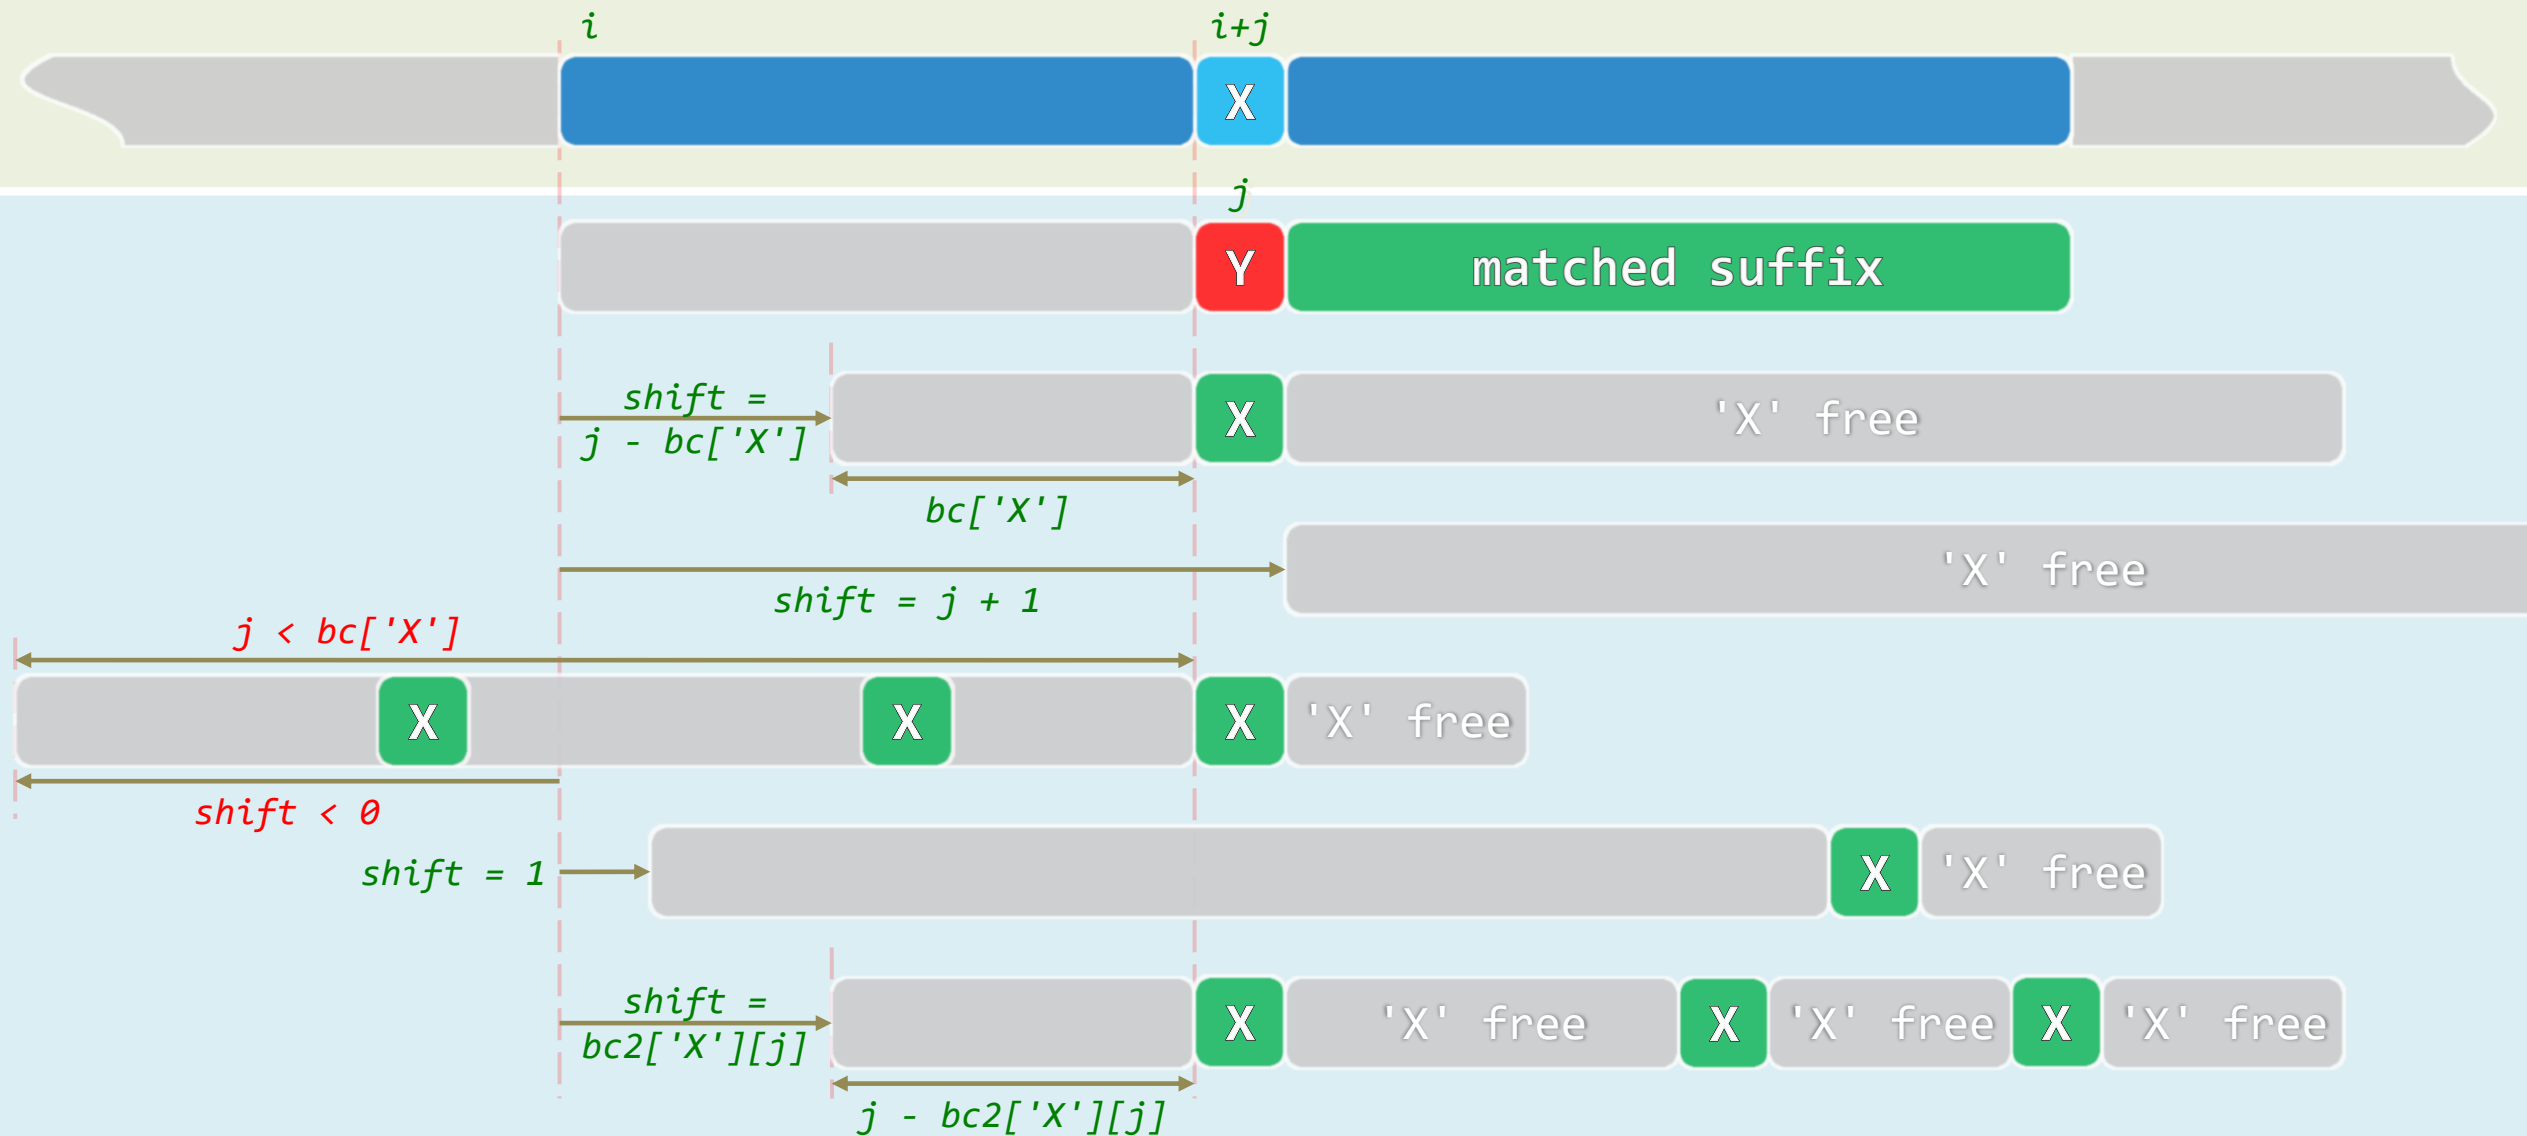 i
i+j
X
j
Y
matched suffix
shift =
j - bc['X']
X
'X' free
bc['X']
'X' free
shift = j + 1
j < bc['X']
X
X
X
'X' free
shift < 0
shift = 1
X
'X' free
shift =
bc2['X'][j]
X
'X' free
X
'X' free
X
'X' free
j - bc2['X'][j]